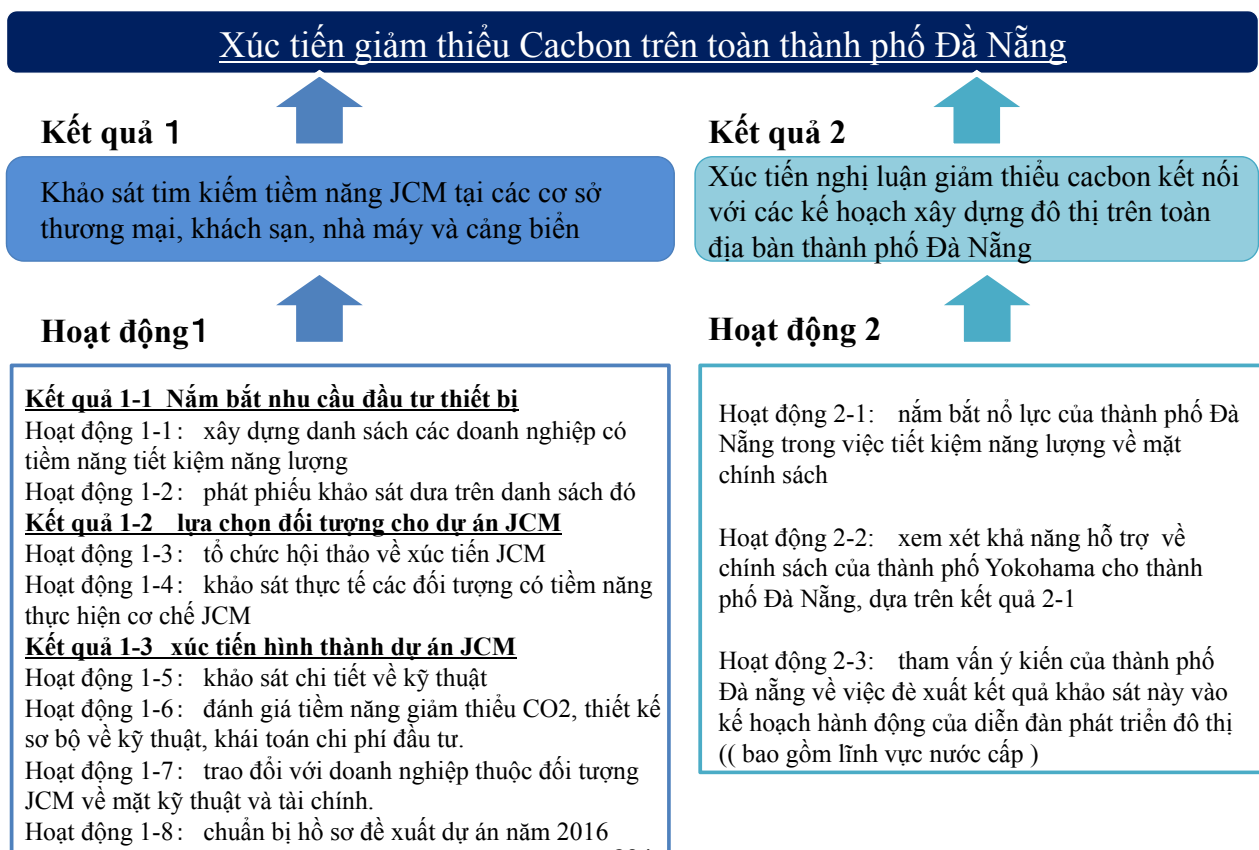 Xúc tiến giảm thiểu Cacbon trên toàn thành phố Đằ Nẵng
Kết quả 1
Khảo sát tim kiếm tiềm năng JCM tại các cơ sở
thương mại, khách sạn, nhà máy và cảng biển
Hoạt động1
Kết quả 1-1 Nắm bắt nhu cầu đầu tư thiết bị
Hoạt động 1-1: xây dựng danh sách các doanh nghiệp có
tiềm năng tiết kiệm năng lượng
Hoạt động 1-2: phát phiếu khảo sát dưa trên danh sách đó
Kết quả 1-2 lựa chọn đối tượng cho dự án JCM
Hoạt động 1-3: tổ chức hội thảo về xúc tiến JCM
Hoạt động 1-4: khảo sát thực tế các đối tượng có tiềm năng
thực hiện cơ chế JCM
Kết quả 1-3 xúc tiến hình thành dự án JCM
Hoạt động 1-5: khảo sát chi tiết về kỹ thuật
Hoạt động 1-6: đánh giá tiềm năng giảm thiểu CO2, thiết kế
sơ bộ về kỹ thuật, khái toán chi phí đầu tư.
Hoạt động 1-7: trao đổi với doanh nghiệp thuộc đối tượng
JCM về mặt kỹ thuật và tài chính.
Hoạt động 1-8: chuẩn bị hồ sơ đề xuất dự án năm 2016
Kết quả 2
Xúc tiến nghị luận giảm thiểu cacbon kết nối
với các kế hoạch xây dựng đô thị trên toàn
địa bàn thành phố Đà Nẵng
Hoạt động 2
Hoạt động 2-1: nắm bắt nổ lực của thành phố Đà
Nẵng trong việc tiết kiệm năng lượng về mặt
chính sách
Hoạt động 2-2: xem xét khả năng hỗ trợ về
chính sách của thành phố Yokohama cho thành
phố Đà Nẵng, dựa trên kết quả 2-1
Hoạt động 2-3: tham vấn ý kiến của thành phố
Đà nẵng về việc đè xuất kết quả khảo sát này vào
kế hoạch hành động của diễn đàn phát triển đô thị
(( bao gồm lĩnh vực nước cấp )